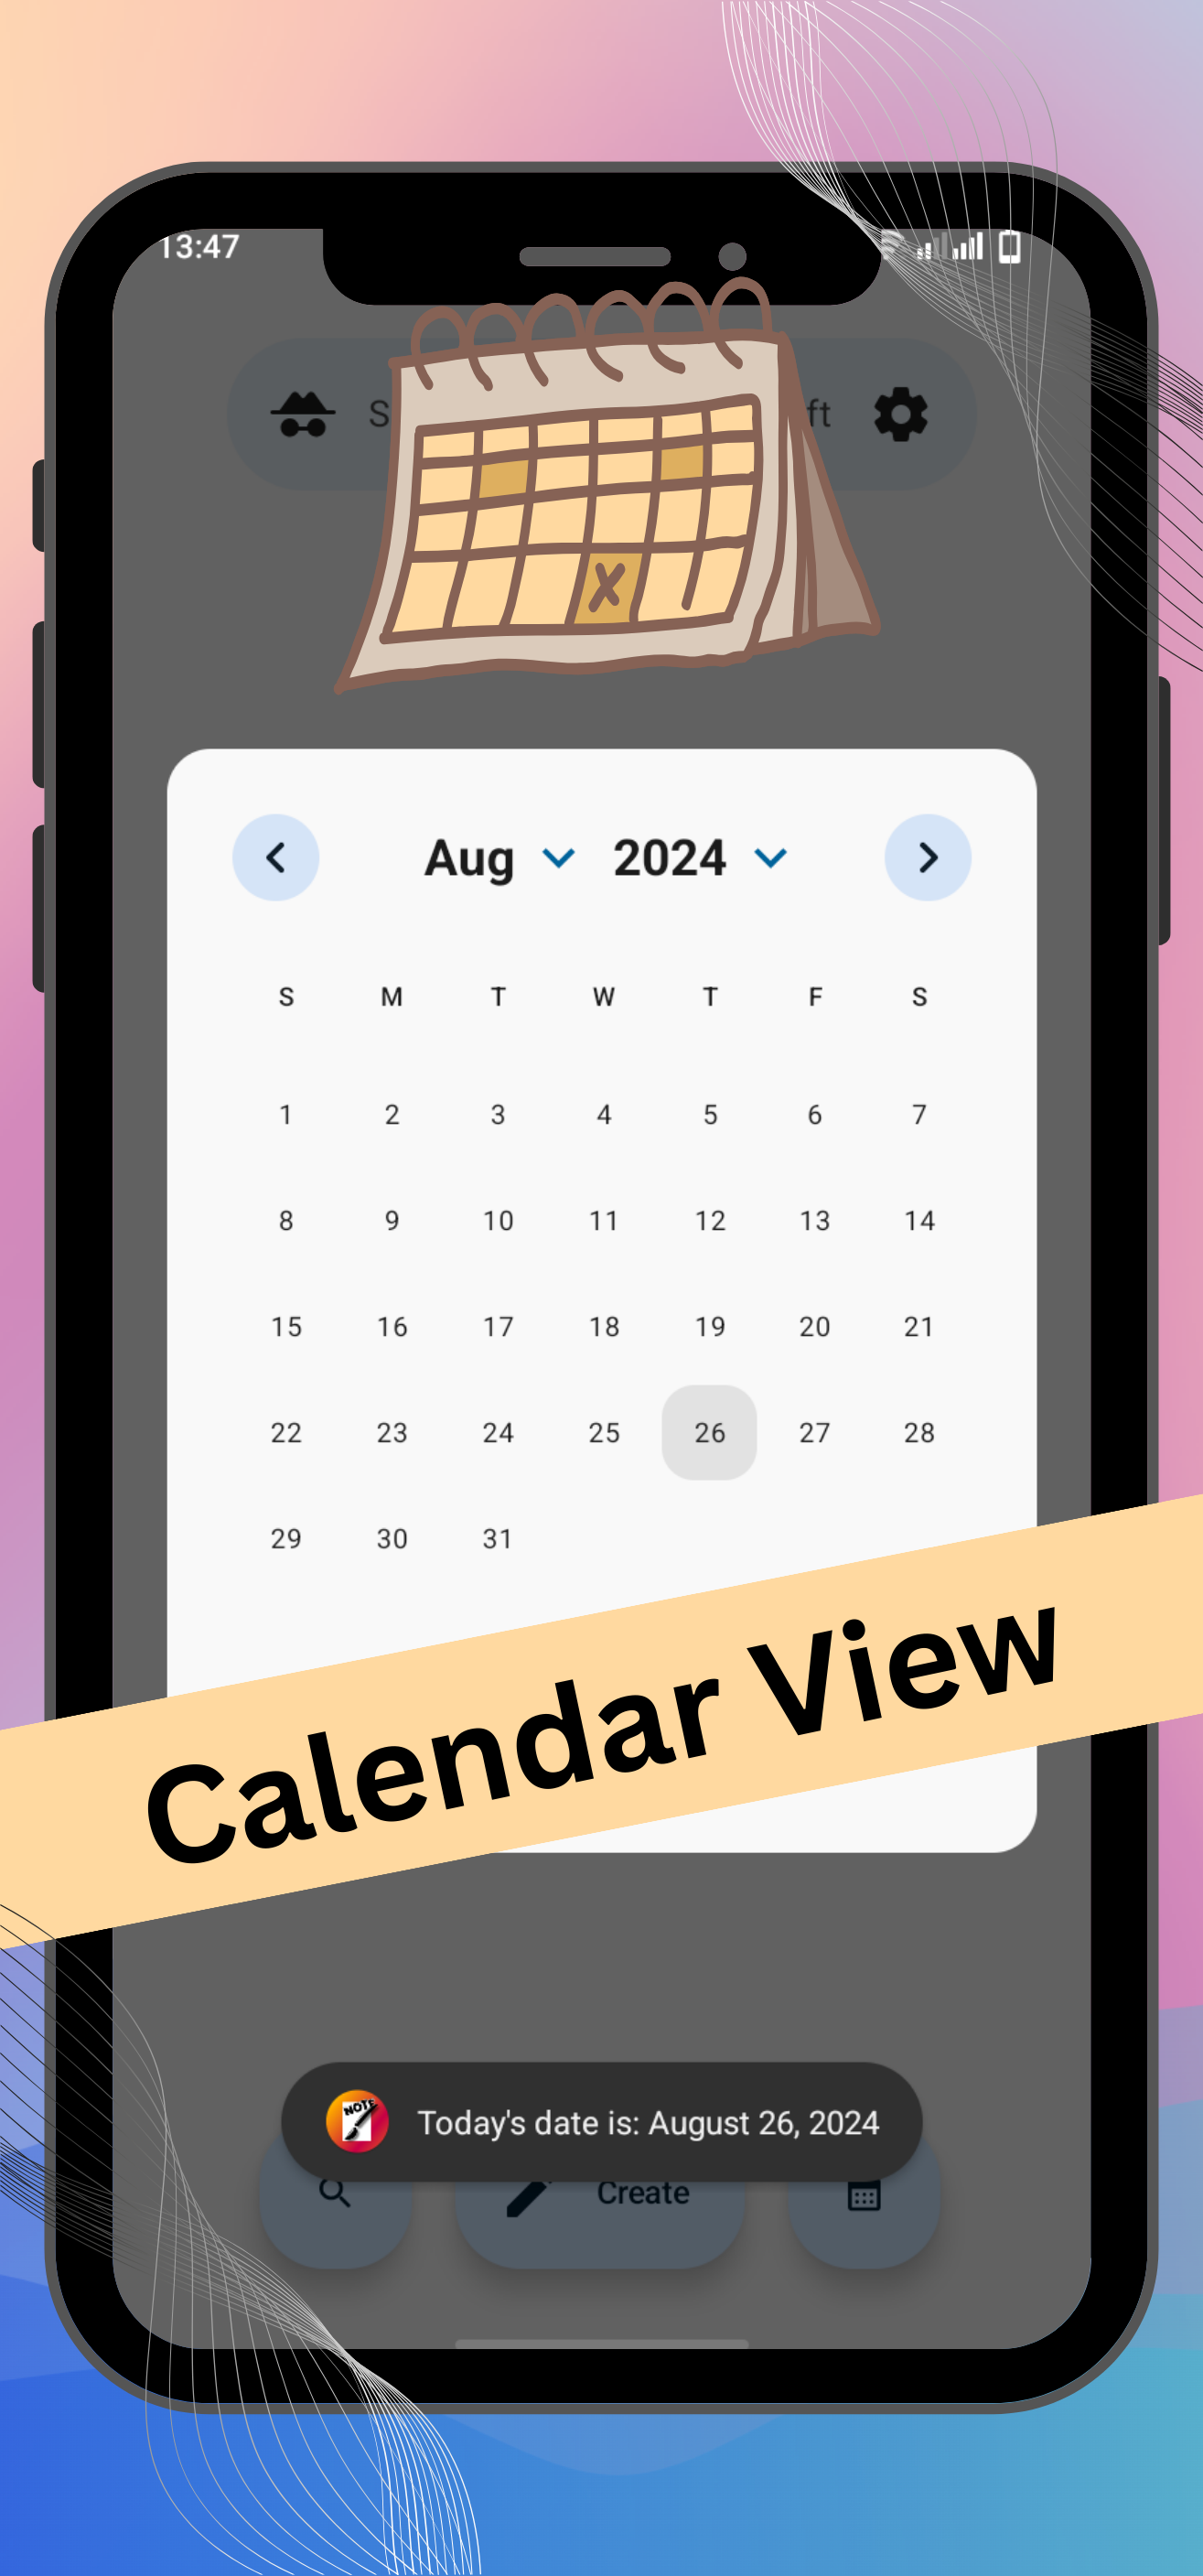 13:47
S ft
Aug 2024
S M T W T F S
1 2 3 4 5 6 7
8 9 10 11 12 13 14
15 16 17 18 19 20 21
22 23 24 25 26 27 28
29 30 31
Calendar View
NOTE Today's date is: August 26, 2024
Create